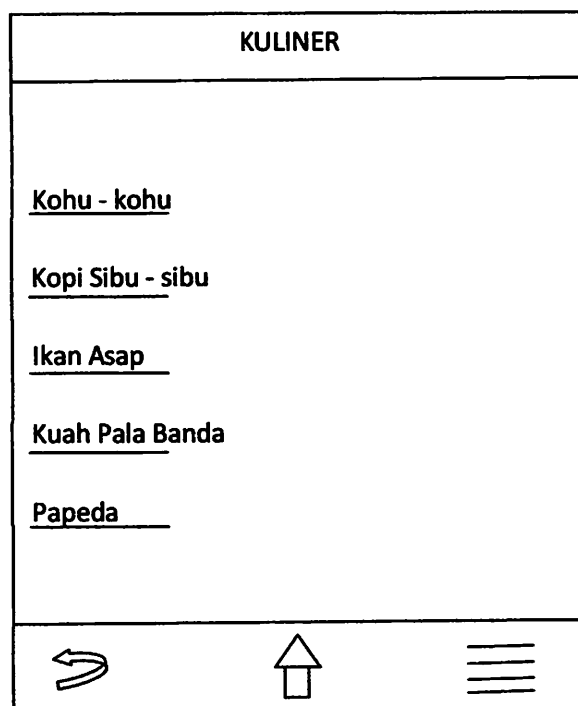 KULINER
Kohu - kohu
Kopi Sibu - sibu
Ikan Asap
Kuah Pala Banda
Papeda